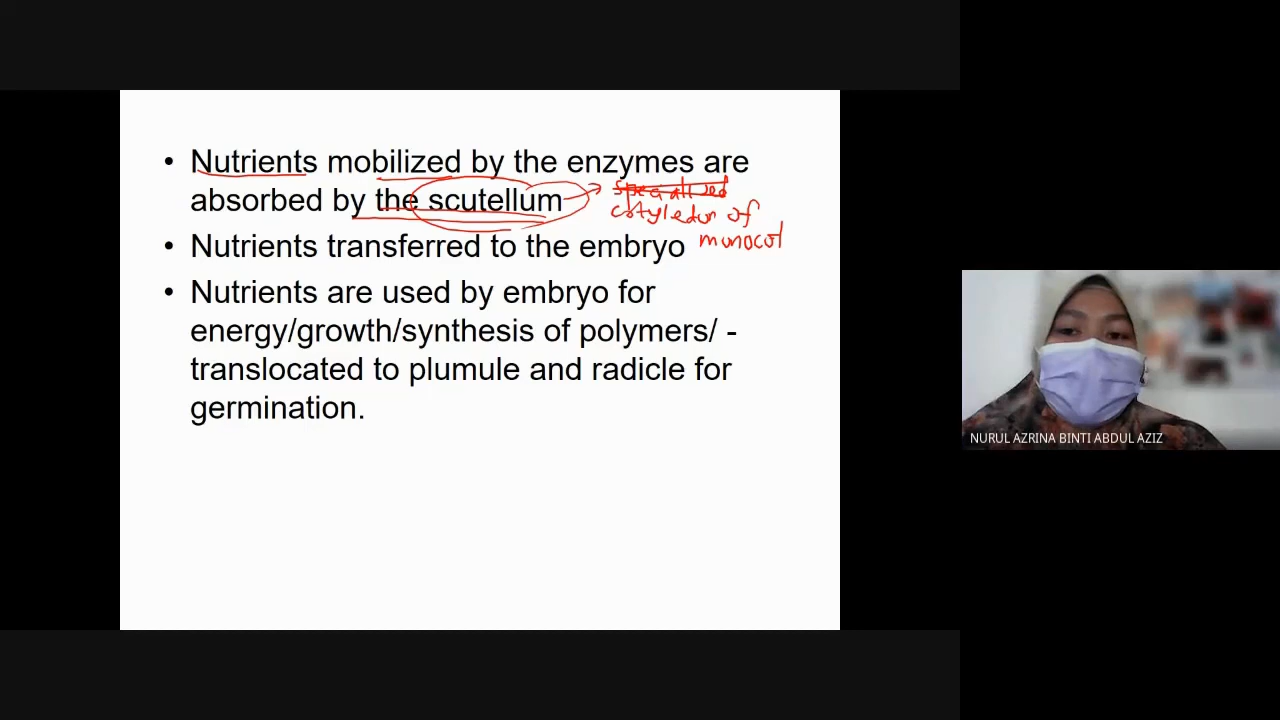 • Nutrients mobilized by the enzymes are
absorbed by the scutellum
specialized
cotyledon of
monocot
• Nutrients transferred to the embryo
• Nutrients are used by embryo for
energy/growth/synthesis of polymers/ -
translocated to plumule and radicle for
germination.
NURUL AZRINA BINTI ABDUL AZIZ